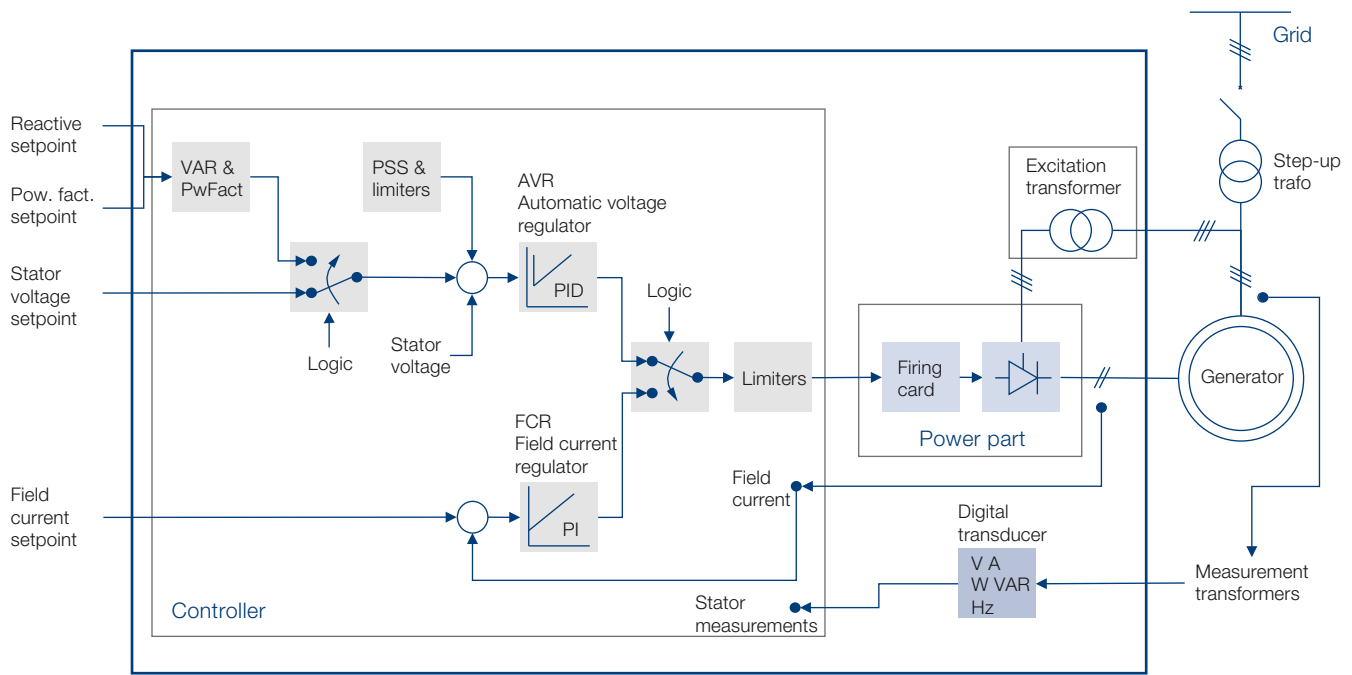 Grid
Reactive
setpoint
VAR &
PwFact
PSS &
limiters
AVR
Automatic voltage
regulator
Excitation
transformer
Step-up
trafo
Pow. fact.
setpoint
Stator
voltage
setpoint
PID
Logic
Logic
Stator
voltage
Limiters
Firing
card
Generator
Power part
FCR
Field current
regulator
Field
current
Field
current
setpoint
PI
Digital
transducer
V A
W VAR
Hz
Measurement
transformers
Controller
Stator
measurements